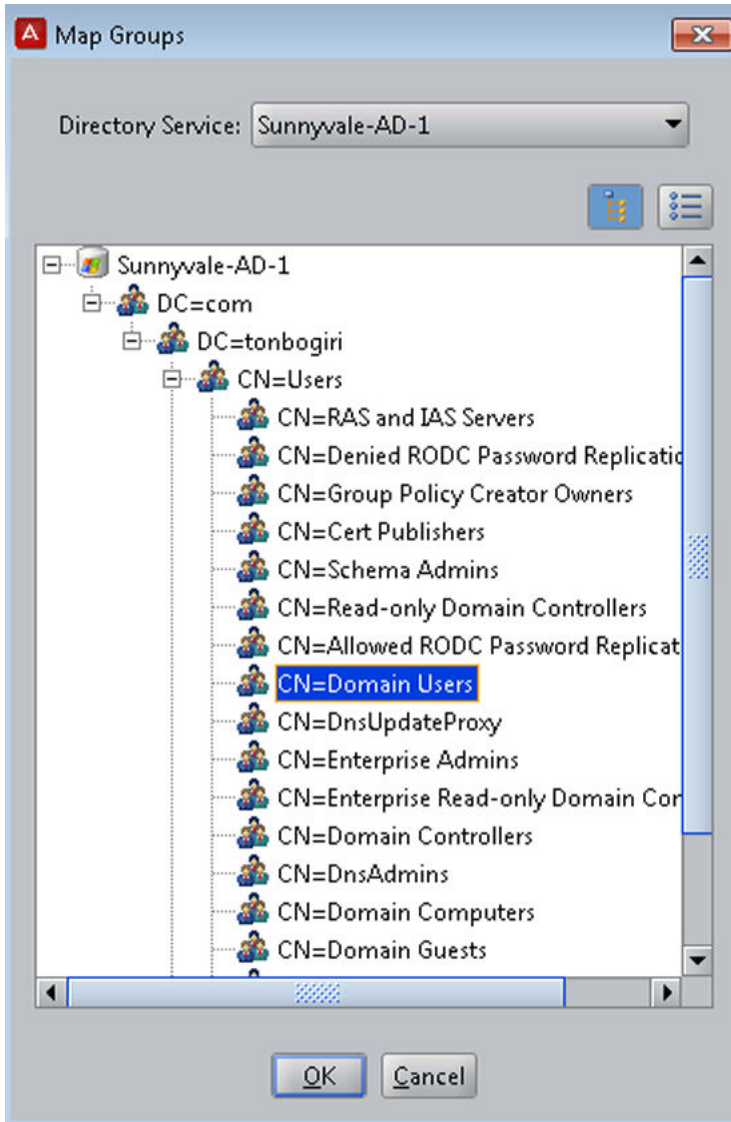 Map Groups
Directory Service: Sunnyvale-AD-1
Sunnyvale-AD-1
DC=com
DC=tonbogiri
CN=Users
CN=RAS and IAS Servers
CN=Denied RODC Password Replicatio
CN=Group Policy Creator Owners
CN=Cert Publishers
CN=Schema Admins
CN=Read-only Domain Controllers
CN=Allowed RODC Password Replicat
CN=Domain Users
CN=DnsUpdateProxy
CN=Enterprise Admins
CN=Enterprise Read-only Domain Cor
CN=Domain Controllers
CN=DnsAdmins
CN=Domain Computers
CN=Domain Guests
OK Cancel